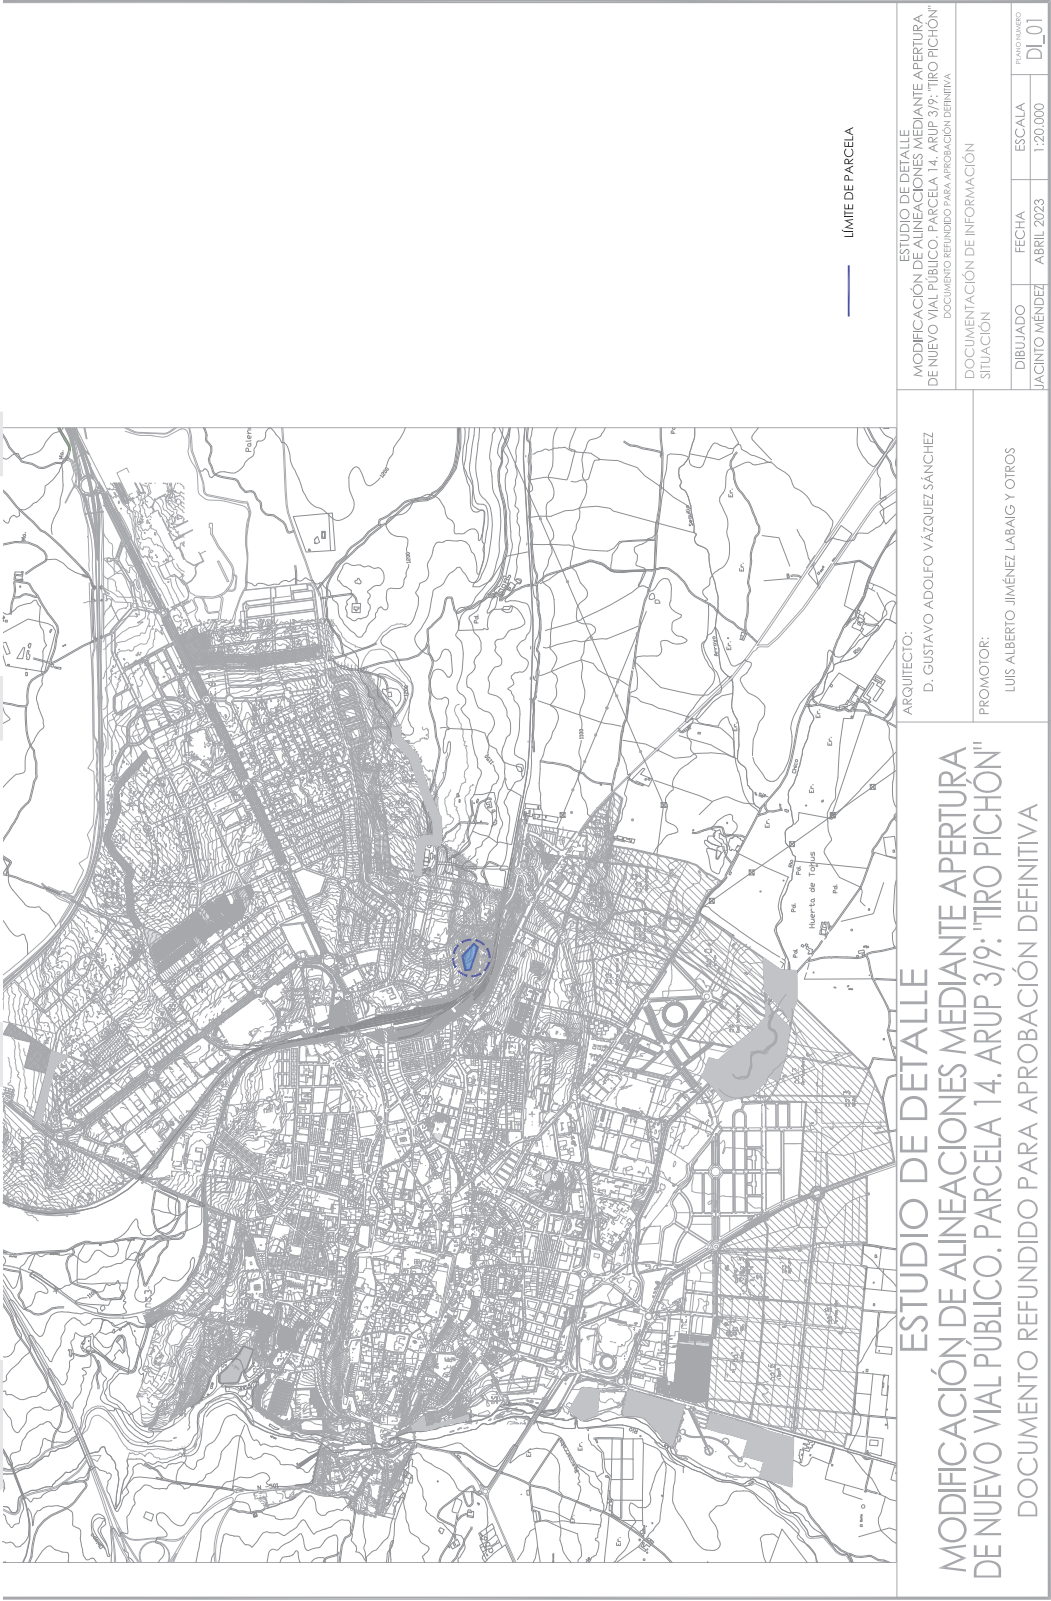 ESTUDIO DE DETALLE
MODIFICACIÓN DE ALINEACIONES MEDIANTE APERTURA
DE NUEVO VIAL PÚBLICO. PARCELA 14. ARUP 3/9: "TIRO PICHÓN"
DOCUMENTO REFUNDIDO PARA APROBACIÓN DEFINITIVA
ARQUITECTO:
D. GUSTAVO ADOLFO VÁZQUEZ SÁNCHEZ
PROMOTOR:
LUIS ALBERTO JIMÉNEZ LABAIG Y OTROS
ESTUDIO DE DETALLE
MODIFICACIÓN DE ALINEACIONES MEDIANTE APERTURA
DE NUEVO VIAL PÚBLICO. PARCELA 14. ARUP 3/9: "TIRO PICHÓN"
DOCUMENTO REFUNDIDO PARA APROBACIÓN DEFINITIVA
DOCUMENTACIÓN DE INFORMACIÓN
SITUACIÓN
DIBUJADO
JACINTO MÉNDEZ
FECHA
ABRIL 2023
ESCALA
1:20.000
PLANO NUMERO
DI_01
LÍMITE DE PARCELA
Huerta de Tónus